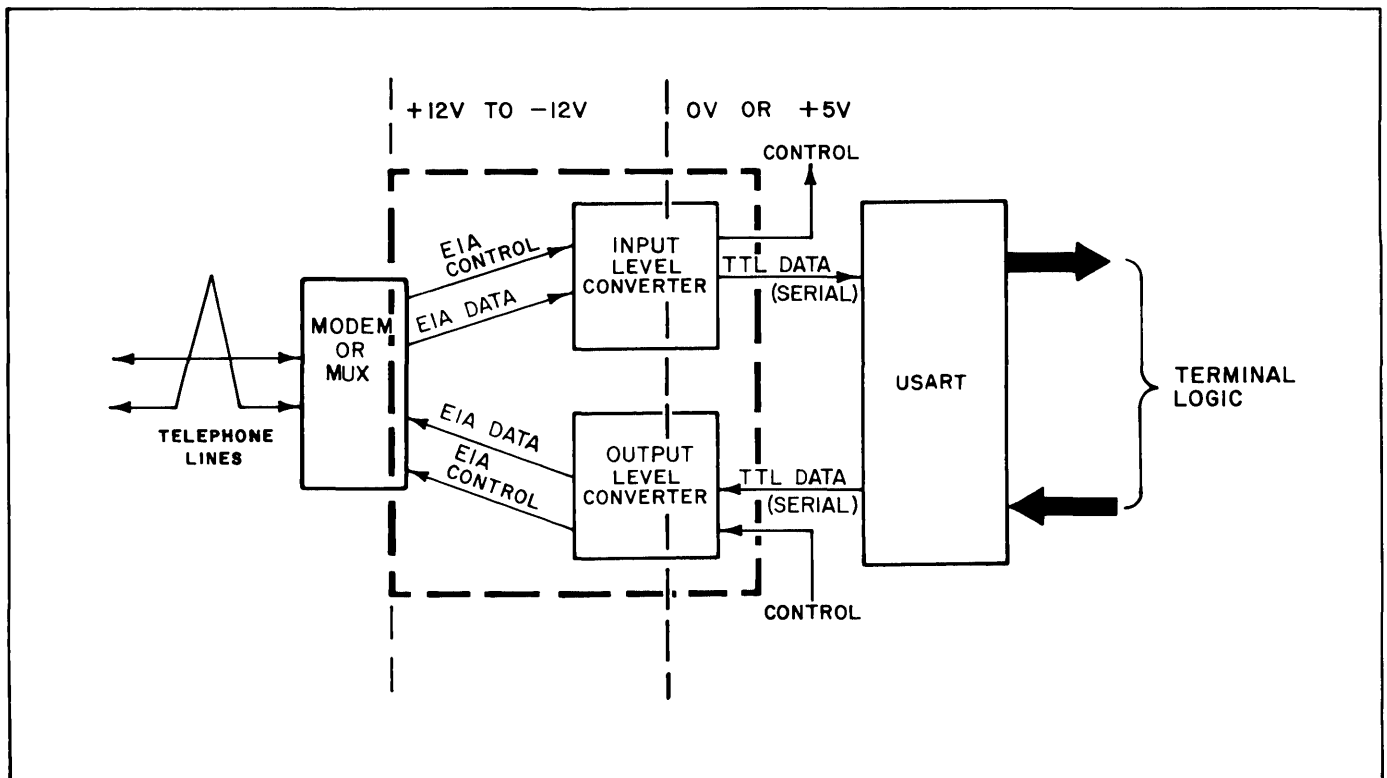 +12V TO -12V
0V OR +5V
CONTROL
EIA
CONTROL
EIA DATA
INPUT
LEVEL
CONVERTER
TTL DATA
(SERIAL)
MODEM
OR
MUX
TELEPHONE
LINES
USART
TERMINAL
LOGIC
EIA DATA
EIA
CONTROL
OUTPUT
LEVEL
CONVERTER
TTL DATA
(SERIAL)
CONTROL